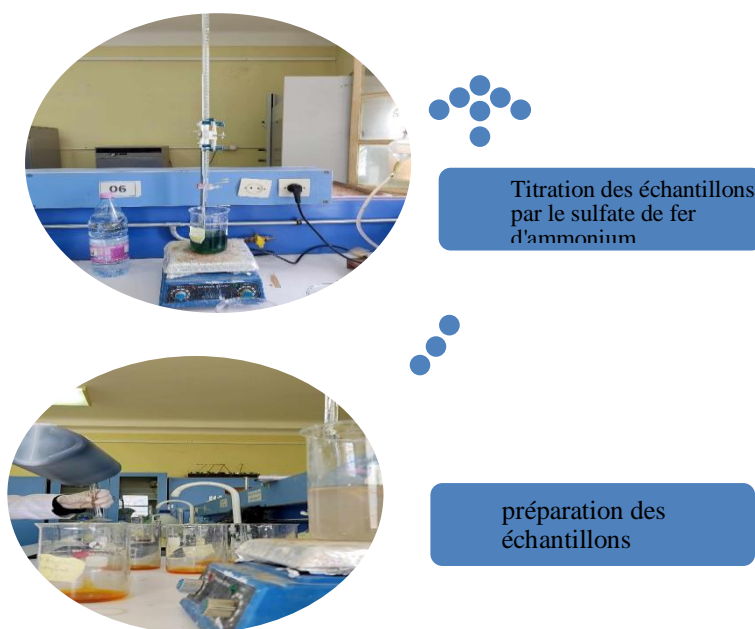 06
Titration des échantillons
par le sulfate de fer
d'ammonium
préparation des
échantillons